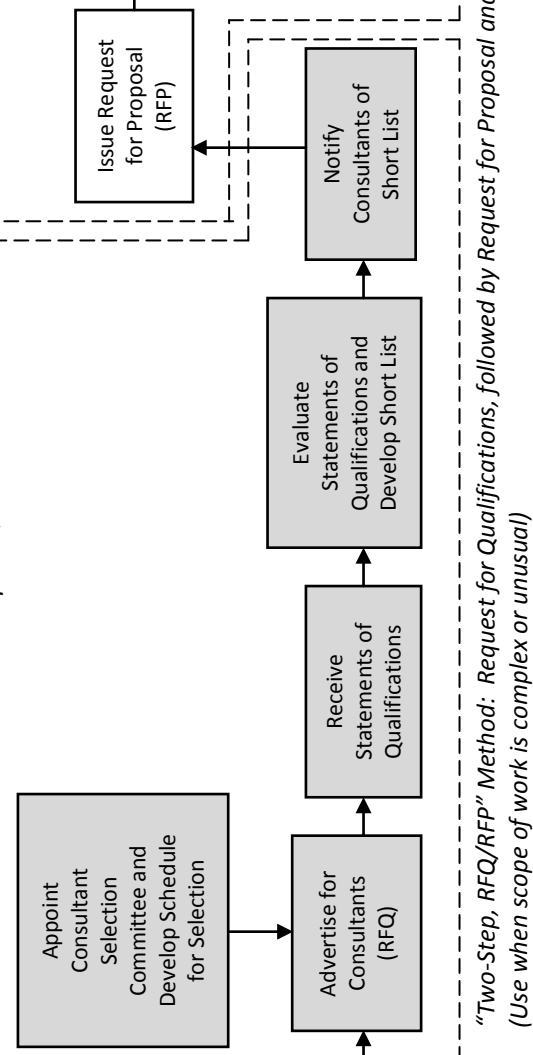 Appoint
Consultant
Selection
Committee and
Develop Schedule
for Selection
Advertise for
Consultants
(RFQ)
Receive
Statements of
Qualifications
Evaluate
Statements of
Qualifications and
Develop Short List
Notify
Consultants of
Short List
Issue Request
for Proposal
(RFP)
“Two-Step, RFQ/RFP” Method:  Request for Qualifications, followed by Request for Proposal and
(Use when scope of work is complex or unusual)